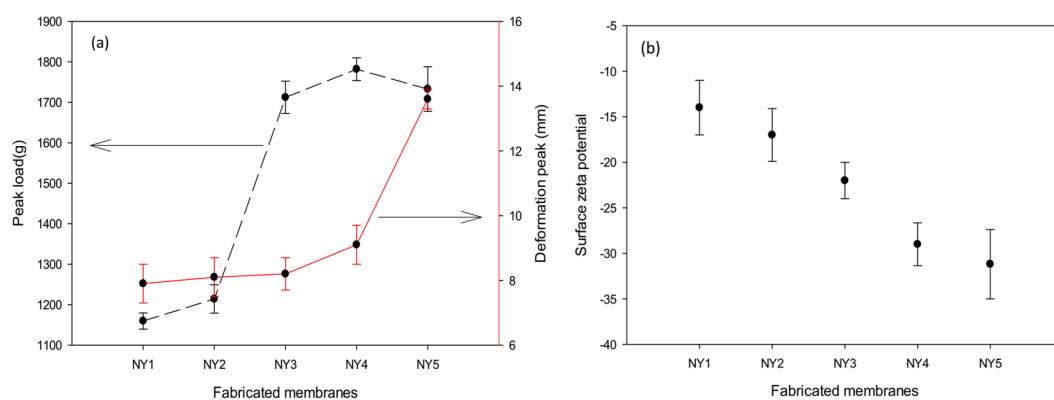 (a)
Peak load(g)
1900
1800
1700
1600
1500
1400
1300
1200
1100
16
14
12
10
8
6
Deformation peak (mm)
NY1 NY2 NY3 NY4 NY5
Fabricated membranes
(b)
Surface zeta potential
-5
-10
-15
-20
-25
-30
-35
-40
NY1 NY2 NY3 NY4 NY5
Fabricated membranes